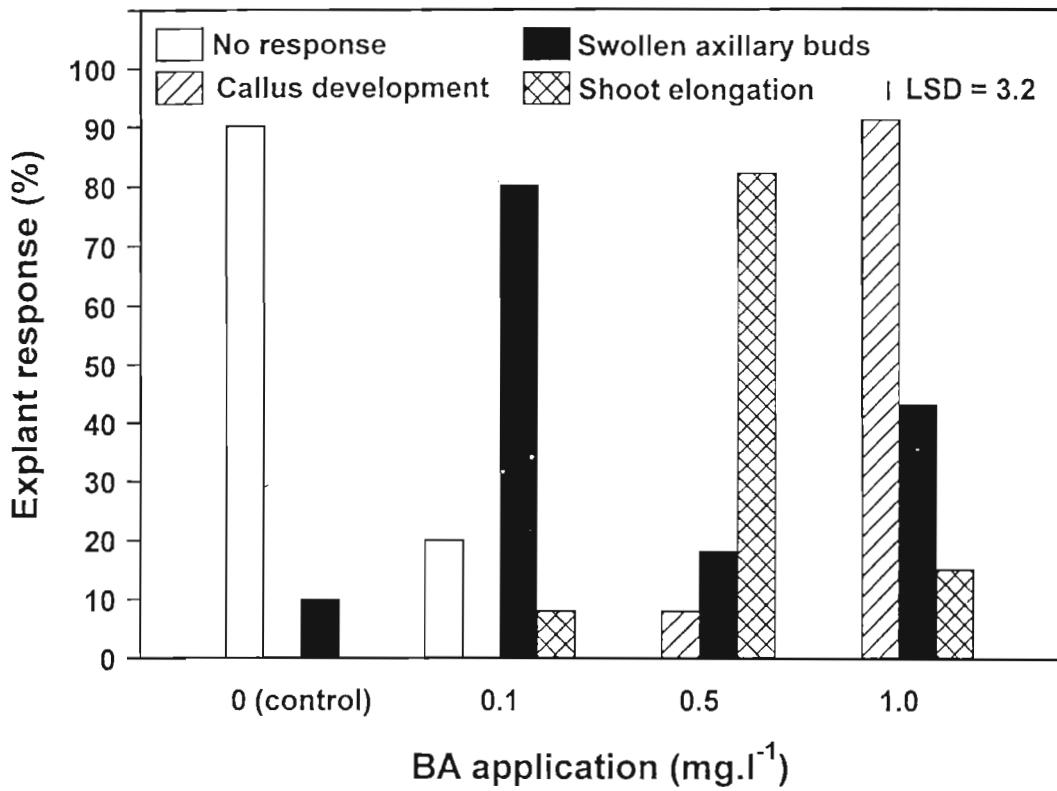 No response Swollen axillary buds
Callus development Shoot elongation LSD = 3.2
Explant response (%)
100
90
80
70
60
50
40
30
20
10
0
0 (control) 0.1 0.5 1.0
BA application (mg.l⁻¹)